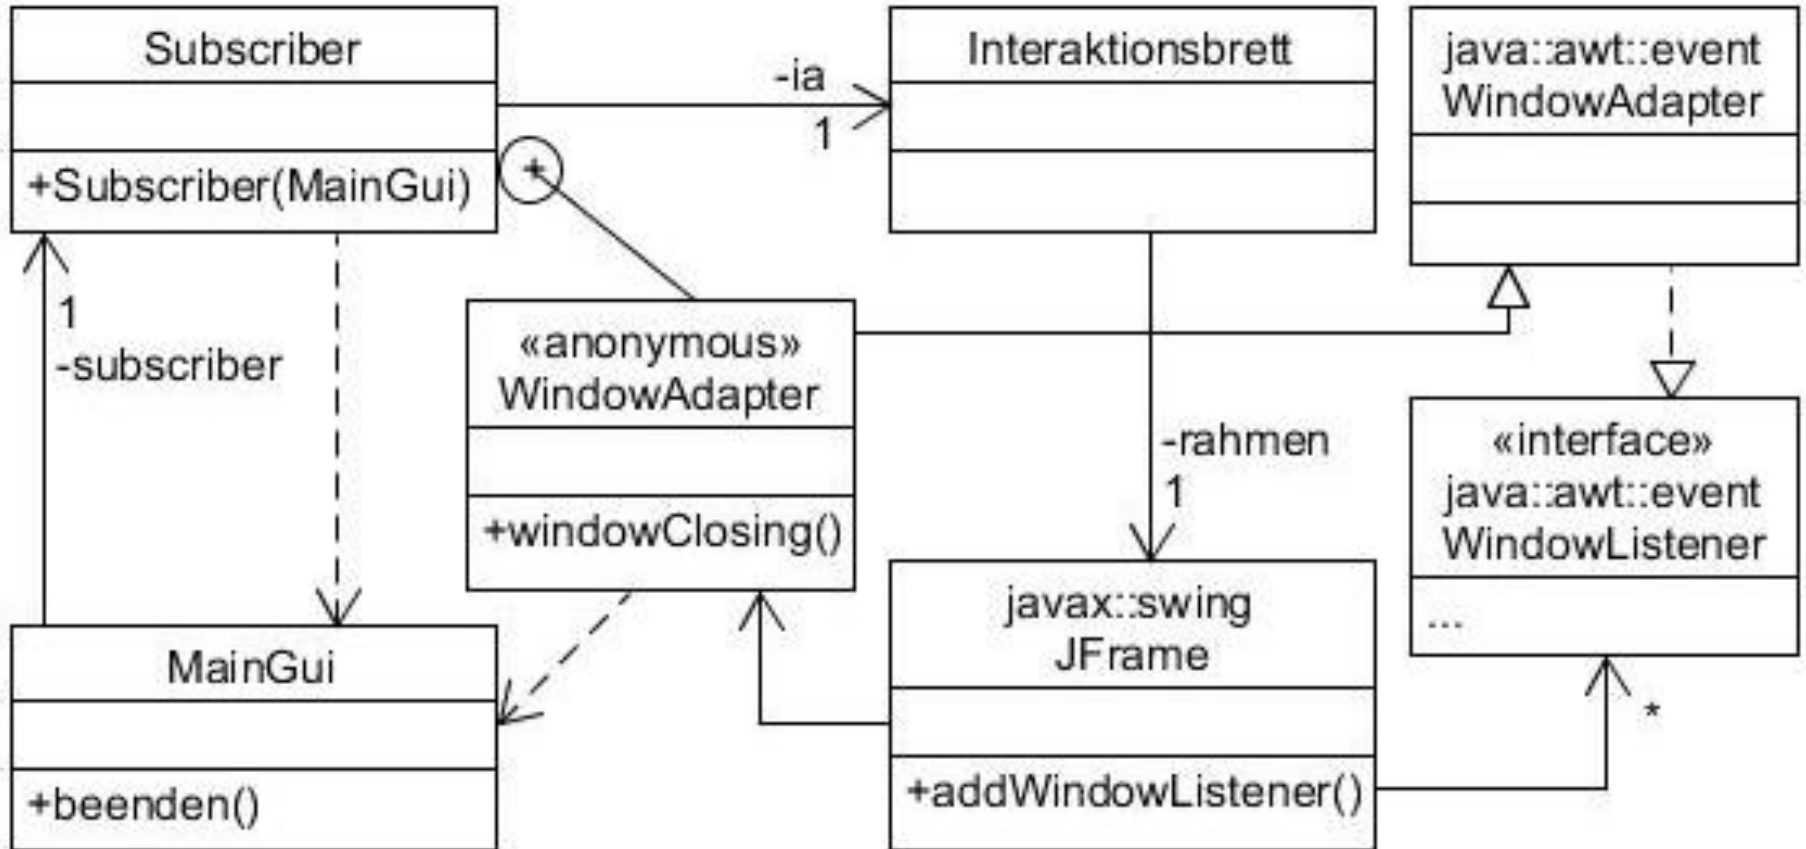 Subscriber
+Subscriber(MainGui)
-ia
1
Interaktionsbrett
java::awt::event
WindowAdapter
+
1
-subscriber
«anonymous»
WindowAdapter
+windowClosing()
-rahmen
1
«interface»
java::awt::event
WindowListener
...
MainGui
+beenden()
javax::swing
JFrame
+addWindowListener()
*